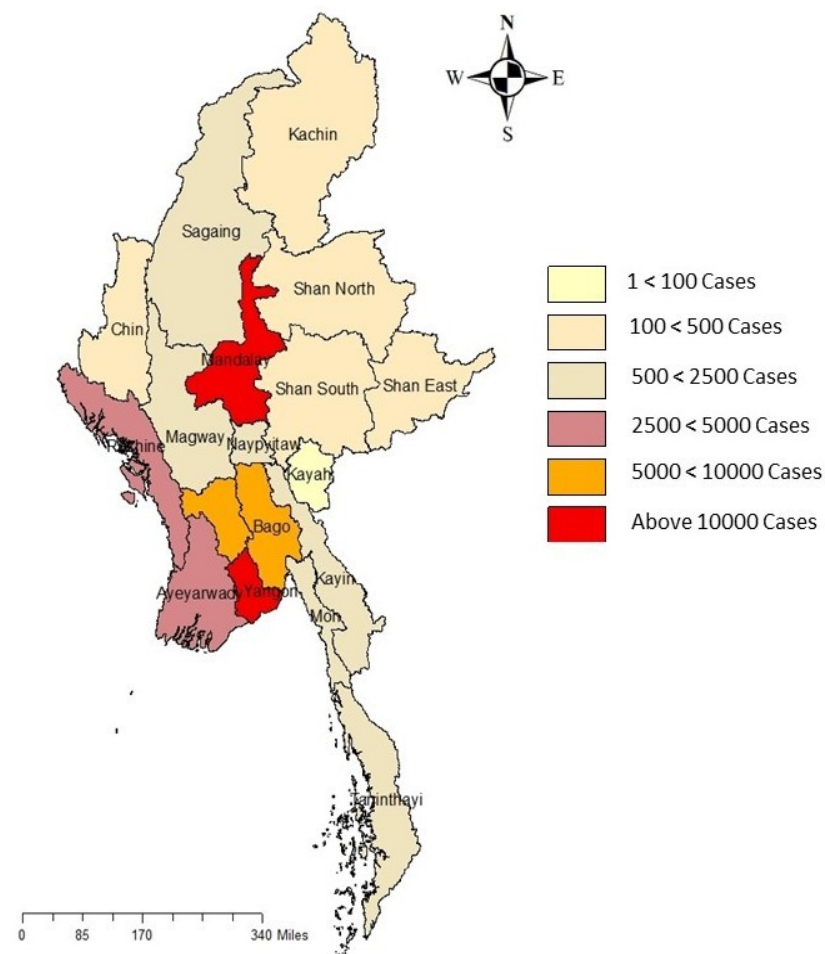 N
W E
S
Kachin
Sagaing
Shan North
Chin
Mandalay
Shan South
Shan East
Magway
Naypyitaw
Rakhine
Kayah
Bago
Ayeyarwady
Yangon
Kayin
Mon
Taninthayi
1 < 100 Cases
100 < 500 Cases
500 < 2500 Cases
2500 < 5000 Cases
5000 < 10000 Cases
Above 10000 Cases
0 85 170 340 Miles